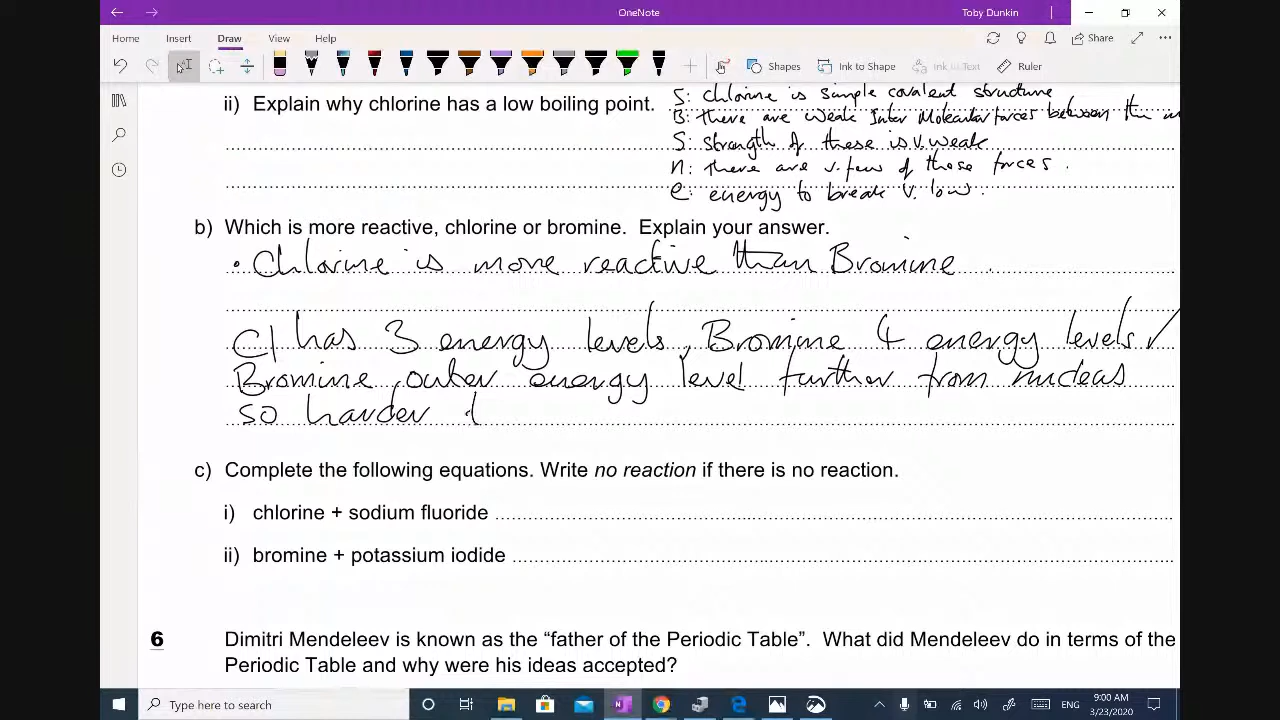 OneNote
Toby Dunkin
Home Insert Draw View Help
Share
Shapes Ink to Shape Ink to Text Ruler
ii) Explain why chlorine has a low boiling point.
S: chlorine is simple covalent structure
B: there are weak Inter Molecular forces between the
S: strength of these is v. weak
n: there are v. few of those forces.
e: energy to break v. low.
b) Which is more reactive, chlorine or bromine. Explain your answer.
• Chlorine is more reactive than Bromine.
Cl has 3 energy levels, Bromine 4 energy levels
Bromine outer energy level further from nucleas
so harder
c) Complete the following equations. Write no reaction if there is no reaction.
i) chlorine + sodium fluoride
ii) bromine + potassium iodide
6 Dimitri Mendeleev is known as the “father of the Periodic Table”. What did Mendeleev do in terms of the
Periodic Table and why were his ideas accepted?
Type here to search
ENG
9:00 AM
3/23/2020